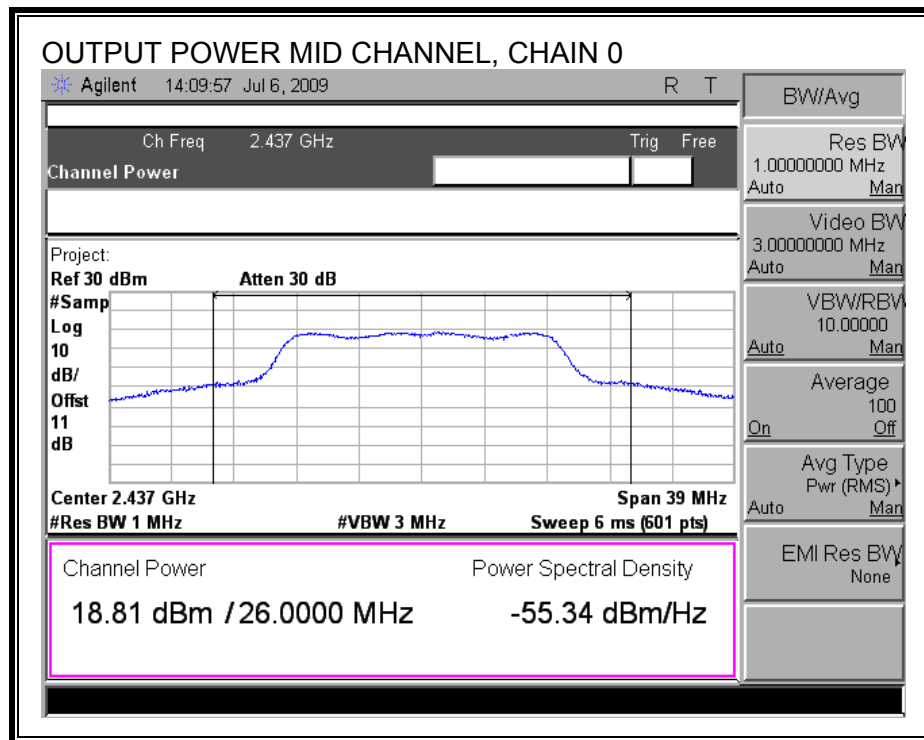 OUTPUT POWER MID CHANNEL, CHAIN 0
Agilent 14:09:57 Jul 6, 2009 R T
BW/Avg
Ch Freq 2.437 GHz Trig Free
Channel Power
Res BW
1.00000000 MHz
Auto Man
Video BW
3.00000000 MHz
Auto Man
Project:
Ref 30 dBm Atten 30 dB
#Samp
Log
10
dB/
Offst
11
dB
VBW/RBW
10.00000
Auto Man
Average
100
On Off
Avg Type
Pwr (RMS)
Auto Man
Center 2.437 GHz Span 39 MHz
#Res BW 1 MHz #VBW 3 MHz Sweep 6 ms (601 pts)
EMI Res BW
None
Channel Power Power Spectral Density
18.81 dBm / 26.0000 MHz -55.34 dBm/Hz